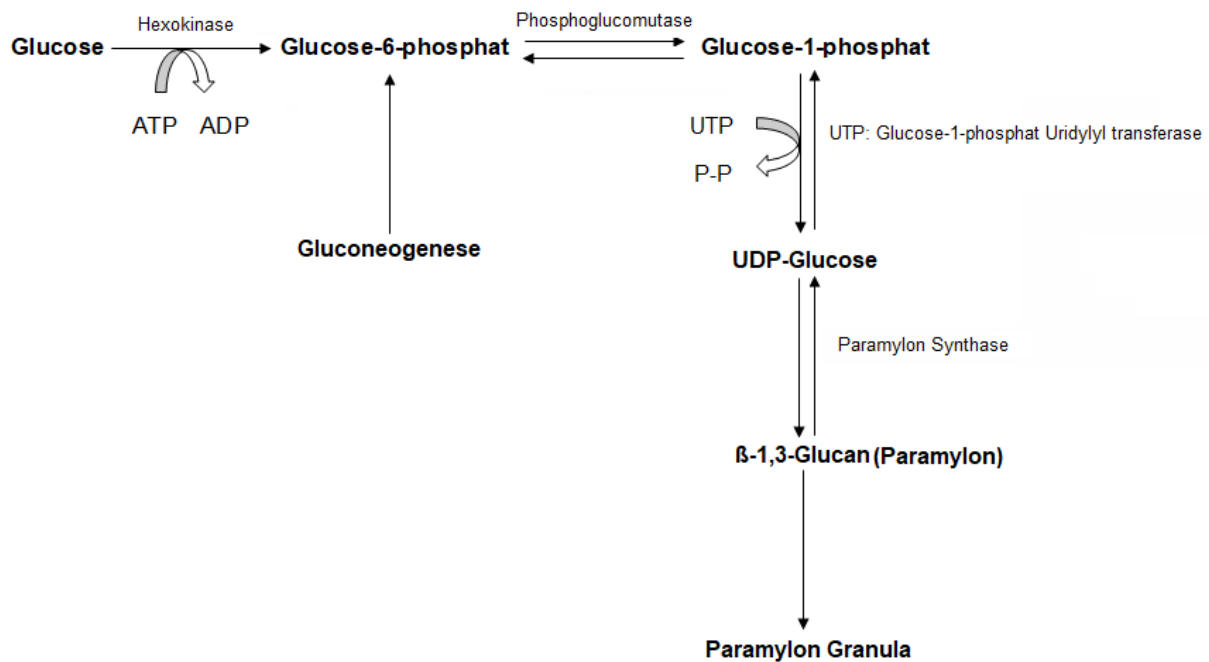 Hexokinase
Phosphoglucomutase
Glucose
Glucose-6-phosphat
Glucose-1-phosphat
ATP
ADP
UTP
UTP: Glucose-1-phosphat Uridylyl transferase
P-P
Gluconeogenese
UDP-Glucose
Paramylon Synthase
ß-1,3-Glucan (Paramylon)
Paramylon Granula